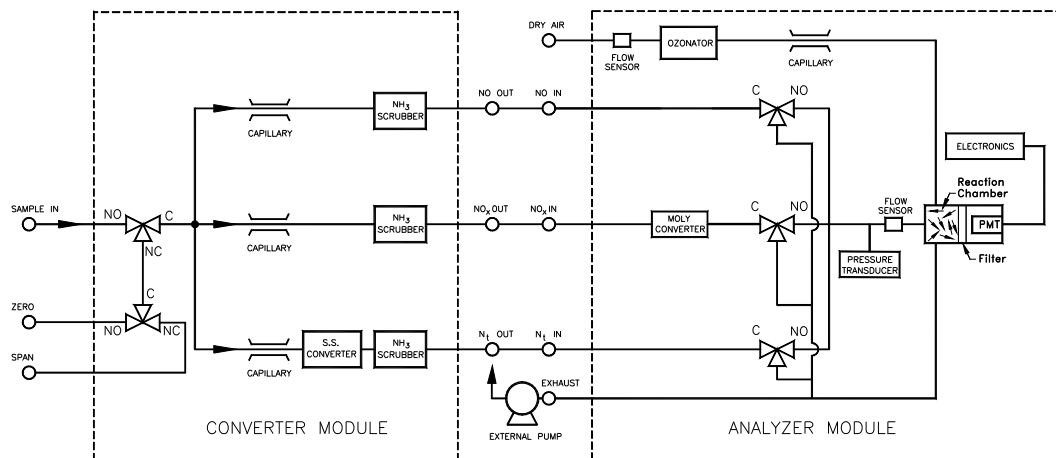 DRY AIR
FLOW
SENSOR
OZONATOR
CAPILLARY
C
NO
CAPILLARY
NH3
SCRUBBER
NO OUT
NO IN
ELECTRONICS
SAMPLE IN
NO
C
NC
CAPILLARY
NH3
SCRUBBER
NOX OUT
NOX IN
MOLY
CONVERTER
C
NO
PRESSURE
TRANSDUCER
FLOW
SENSOR
Reaction
Chamber
PMT
Filter
ZERO
C
NO
NC
SPAN
CAPILLARY
S.S.
CONVERTER
NH3
SCRUBBER
Nt OUT
Nt IN
C
NO
EXHAUST
EXTERNAL PUMP
CONVERTER MODULE
ANALYZER MODULE